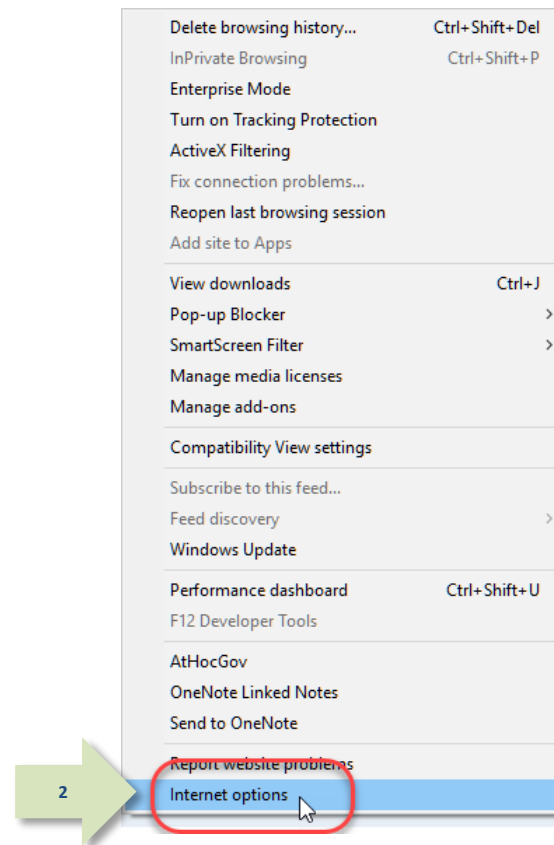 Delete browsing history... Ctrl+Shift+Del
InPrivate Browsing Ctrl+Shift+P
Enterprise Mode
Turn on Tracking Protection
ActiveX Filtering
Fix connection problems...
Reopen last browsing session
Add site to Apps
View downloads Ctrl+J
Pop-up Blocker
SmartScreen Filter
Manage media licenses
Manage add-ons
Compatibility View settings
Subscribe to this feed...
Feed discovery
Windows Update
Performance dashboard Ctrl+Shift+U
F12 Developer Tools
AtHocGov
OneNote Linked Notes
Send to OneNote
Report website problems
2 Internet options